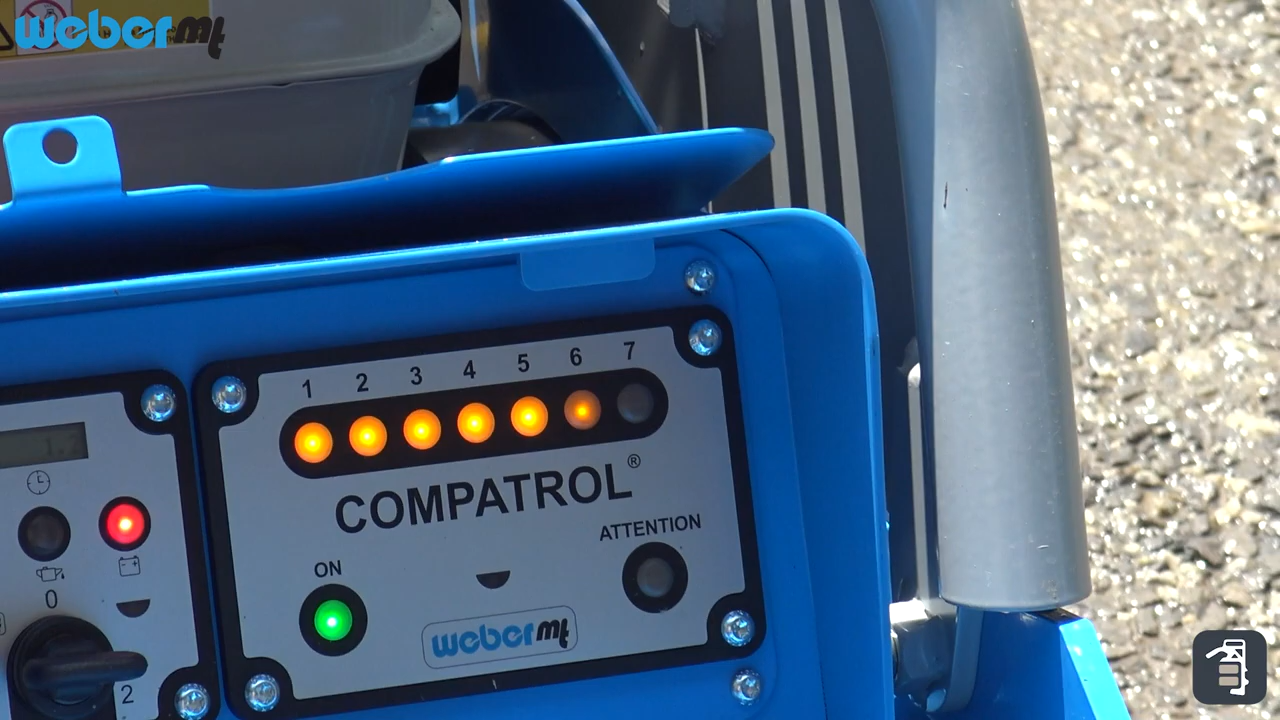 weber mt
1 2 3 4 5 6 7
COMPATROL®
ATTENTION
ON
weber mt
0
2